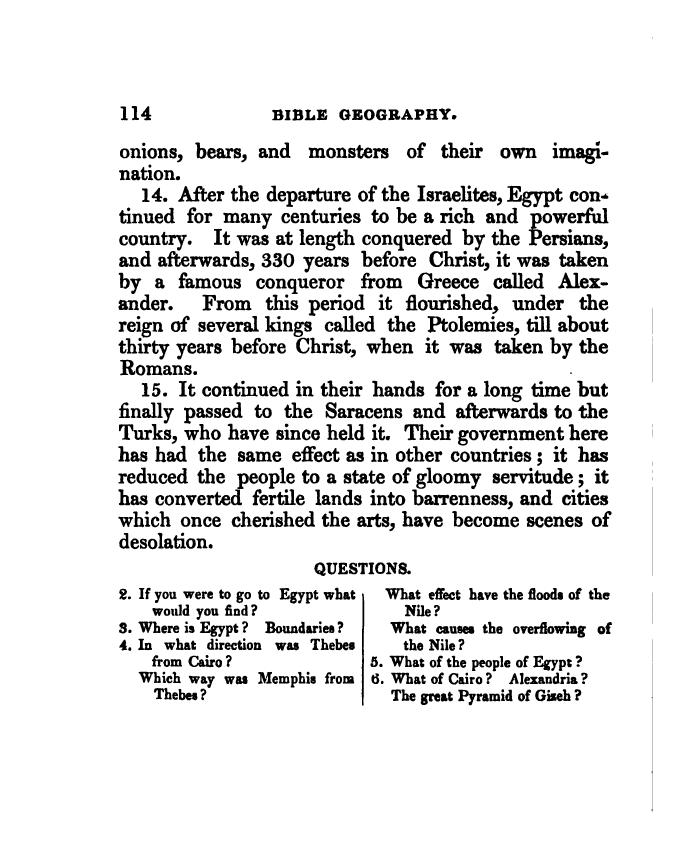 114 BIBLE GEOGRAPHY.
onions, bears, and monsters of their own imagi-
nation.
14. After the departure of the Israelites, Egypt con-
tinued for many centuries to be a rich and powerful
country. It was at length conquered by the Persians,
and afterwards, 330 years before Christ, it was taken
by a famous conqueror from Greece called Alex-
ander. From this period it flourished, under the
reign of several kings called the Ptolemies, till about
thirty years before Christ, when it was taken by the
Romans.
15. It continued in their hands for a long time but
finally passed to the Saracens and afterwards to the
Turks, who have since held it. Their government here
has had the same effect as in other countries; it has
reduced the people to a state of gloomy servitude; it
has converted fertile lands into barrenness, and cities
which once cherished the arts, have become scenes of
desolation.
QUESTIONS.
2. If you were to go to Egypt what
would you find?
3. Where is Egypt? Boundaries?
4. In what direction was Thebes
from Cairo?
Which way was Memphis from
Thebes?
What effect have the floods of the
Nile?
What causes the overflowing of
the Nile?
5. What of the people of Egypt?
6. What of Cairo? Alexandria?
The great Pyramid of Gizeh?